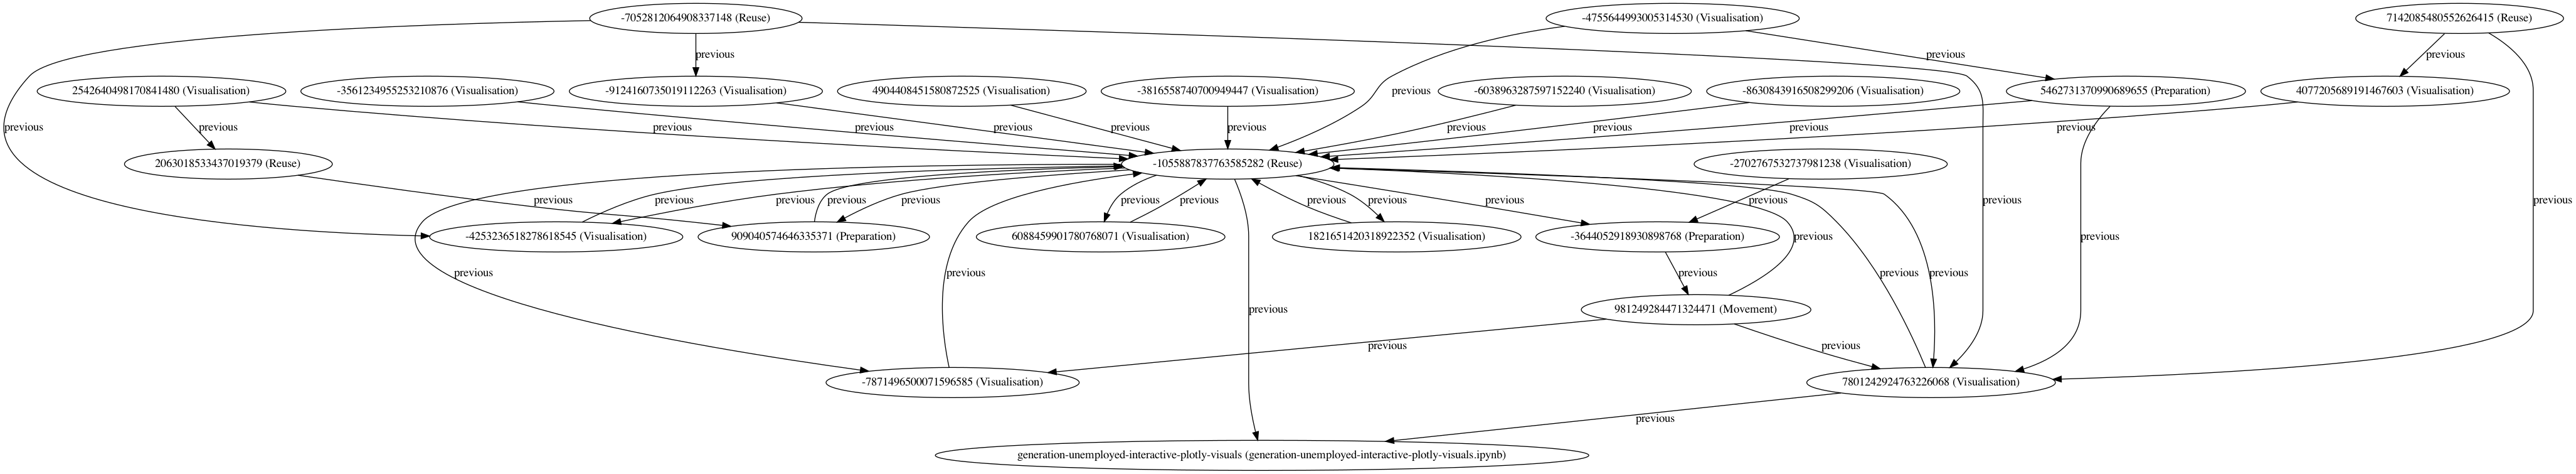 -7052812064908337148 (Reuse)
-4755644993005314530 (Visualisation)
7142085480552626415 (Reuse)
previous
previous
previous
2542640498170841480 (Visualisation)
-3561234955253210876 (Visualisation)
-9124160735019112263 (Visualisation)
4904408451580872525 (Visualisation)
-3816558740700949447 (Visualisation)
previous
-6038963287597152240 (Visualisation)
-8630843916508299206 (Visualisation)
5462731370990689655 (Preparation)
4077205689191467603 (Visualisation)
previous
previous
previous
previous
previous
previous
previous
previous
previous
previous
previous
2063018533437019379 (Reuse)
-1055887837763585282 (Reuse)
-2702767532737981238 (Visualisation)
previous
previous
previous
previous
previous
previous
previous
previous
previous
previous
previous
previous
previous
-4253236518278618545 (Visualisation)
909040574646335371 (Preparation)
6088459901780768071 (Visualisation)
1821651420318922352 (Visualisation)
-3644052918930898768 (Preparation)
previous
previous
previous
previous
previous
previous
previous
previous
981249284471324471 (Movement)
previous
previous
previous
-7871496500071596585 (Visualisation)
7801242924763226068 (Visualisation)
previous
generation-unemployed-interactive-plotly-visuals (generation-unemployed-interactive-plotly-visuals.ipynb)